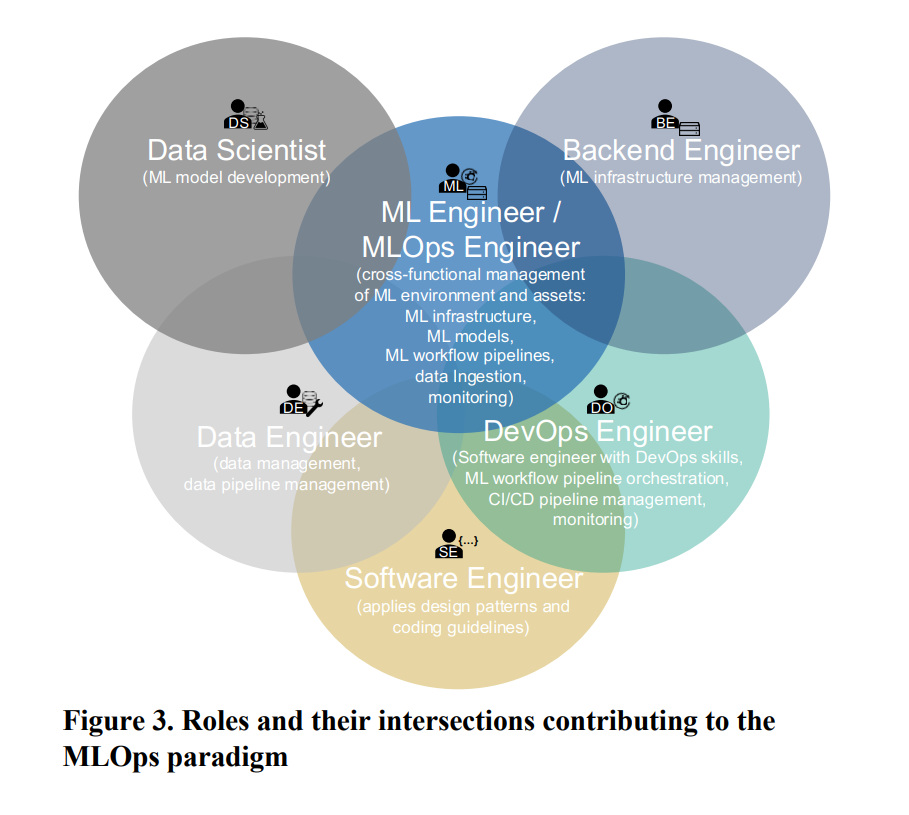 DS
Data Scientist
(ML model development)
BE
Backend Engineer
(ML infrastructure management)
ML
ML Engineer /
MLOps Engineer
(cross-functional management
of ML environment and assets:
ML infrastructure,
ML models,
ML workflow pipelines,
data Ingestion,
monitoring)
DE
Data Engineer
(data management,
data pipeline management)
DO
DevOps Engineer
(Software engineer with DevOps skills,
ML workflow pipeline orchestration,
CI/CD pipeline management,
monitoring)
{...}
SE
Software Engineer
(applies design patterns and
coding guidelines)
Figure 3. Roles and their intersections contributing to the
MLOps paradigm